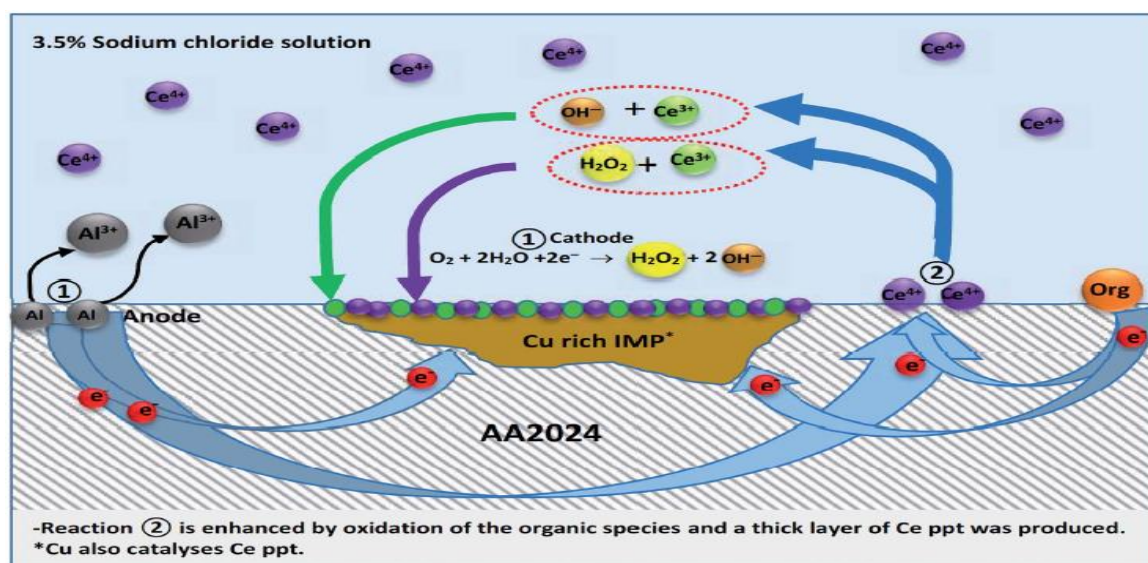 3.5% Sodium chloride solution
Ce⁴⁺
Ce⁴⁺
Ce⁴⁺
Ce⁴⁺
Ce⁴⁺
Ce⁴⁺
Ce⁴⁺
OH⁻ + Ce³⁺
H₂O₂ + Ce³⁺
Al³⁺
Al³⁺
① Cathode
O₂ + 2H₂O +2e⁻ → H₂O₂ + 2 OH⁻
①
Al
Al
Anode
②
Ce⁴⁺
Ce⁴⁺
Org
Cu rich IMP*
e⁻
e⁻
e⁻
e⁻
e⁻
e⁻
AA2024
-Reaction ② is enhanced by oxidation of the organic species and a thick layer of Ce ppt was produced.
*Cu also catalyses Ce ppt.